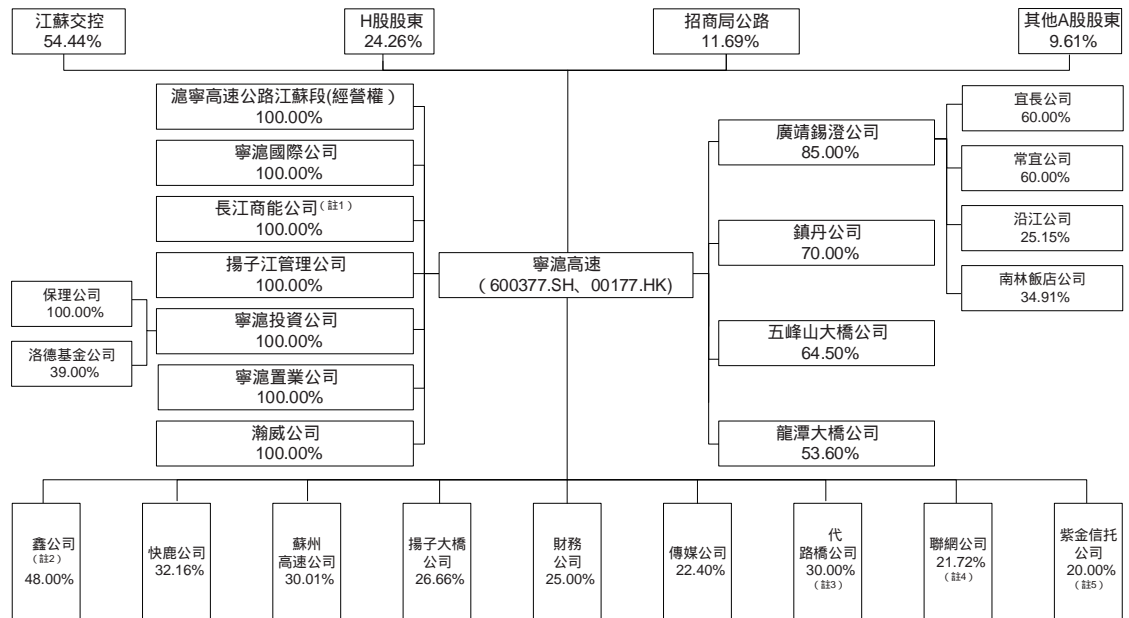 江蘇交控
54.44%
H股股東
24.26%
招商局公路
11.69%
其他A股股東
9.61%
滬寧高速公路江蘇段(經營權)
100.00%
寧滬國際公司
100.00%
長江商能公司(註1)
100.00%
揚子江管理公司
100.00%
寧滬投資公司
100.00%
寧滬置業公司
100.00%
瀚威公司
100.00%
保理公司
100.00%
洛德基金公司
39.00%
寧滬高速
(600377.SH、00177.HK)
廣靖錫澄公司
85.00%
鎮丹公司
70.00%
五峰山大橋公司
64.50%
龍潭大橋公司
53.60%
宜長公司
60.00%
常宜公司
60.00%
沿江公司
25.15%
南林飯店公司
34.91%
鑫公司
(註2)
48.00%
快鹿公司
32.16%
蘇州
高速公司
30.01%
揚子大橋
公司
26.66%
財務
公司
25.00%
傳媒公司
22.40%
代
路橋公司
30.00%
(註3)
聯網公司
21.72%
(註4)
紫金信托
公司
20.00%
(註5)